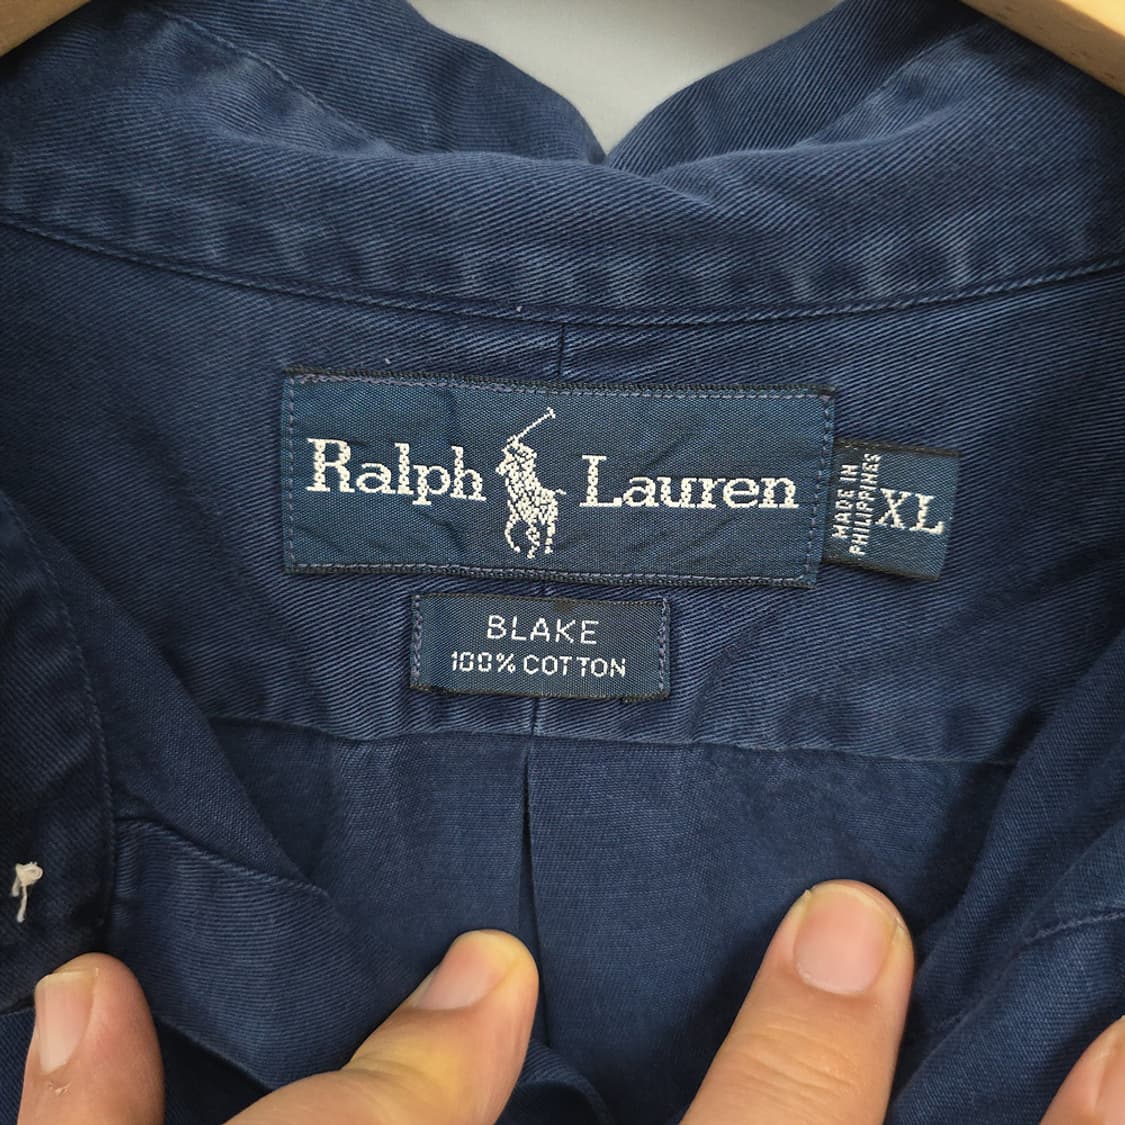 Ralph Lauren
MADE IN
PHILIPPINES
XL
BLAKE
100% COTTON